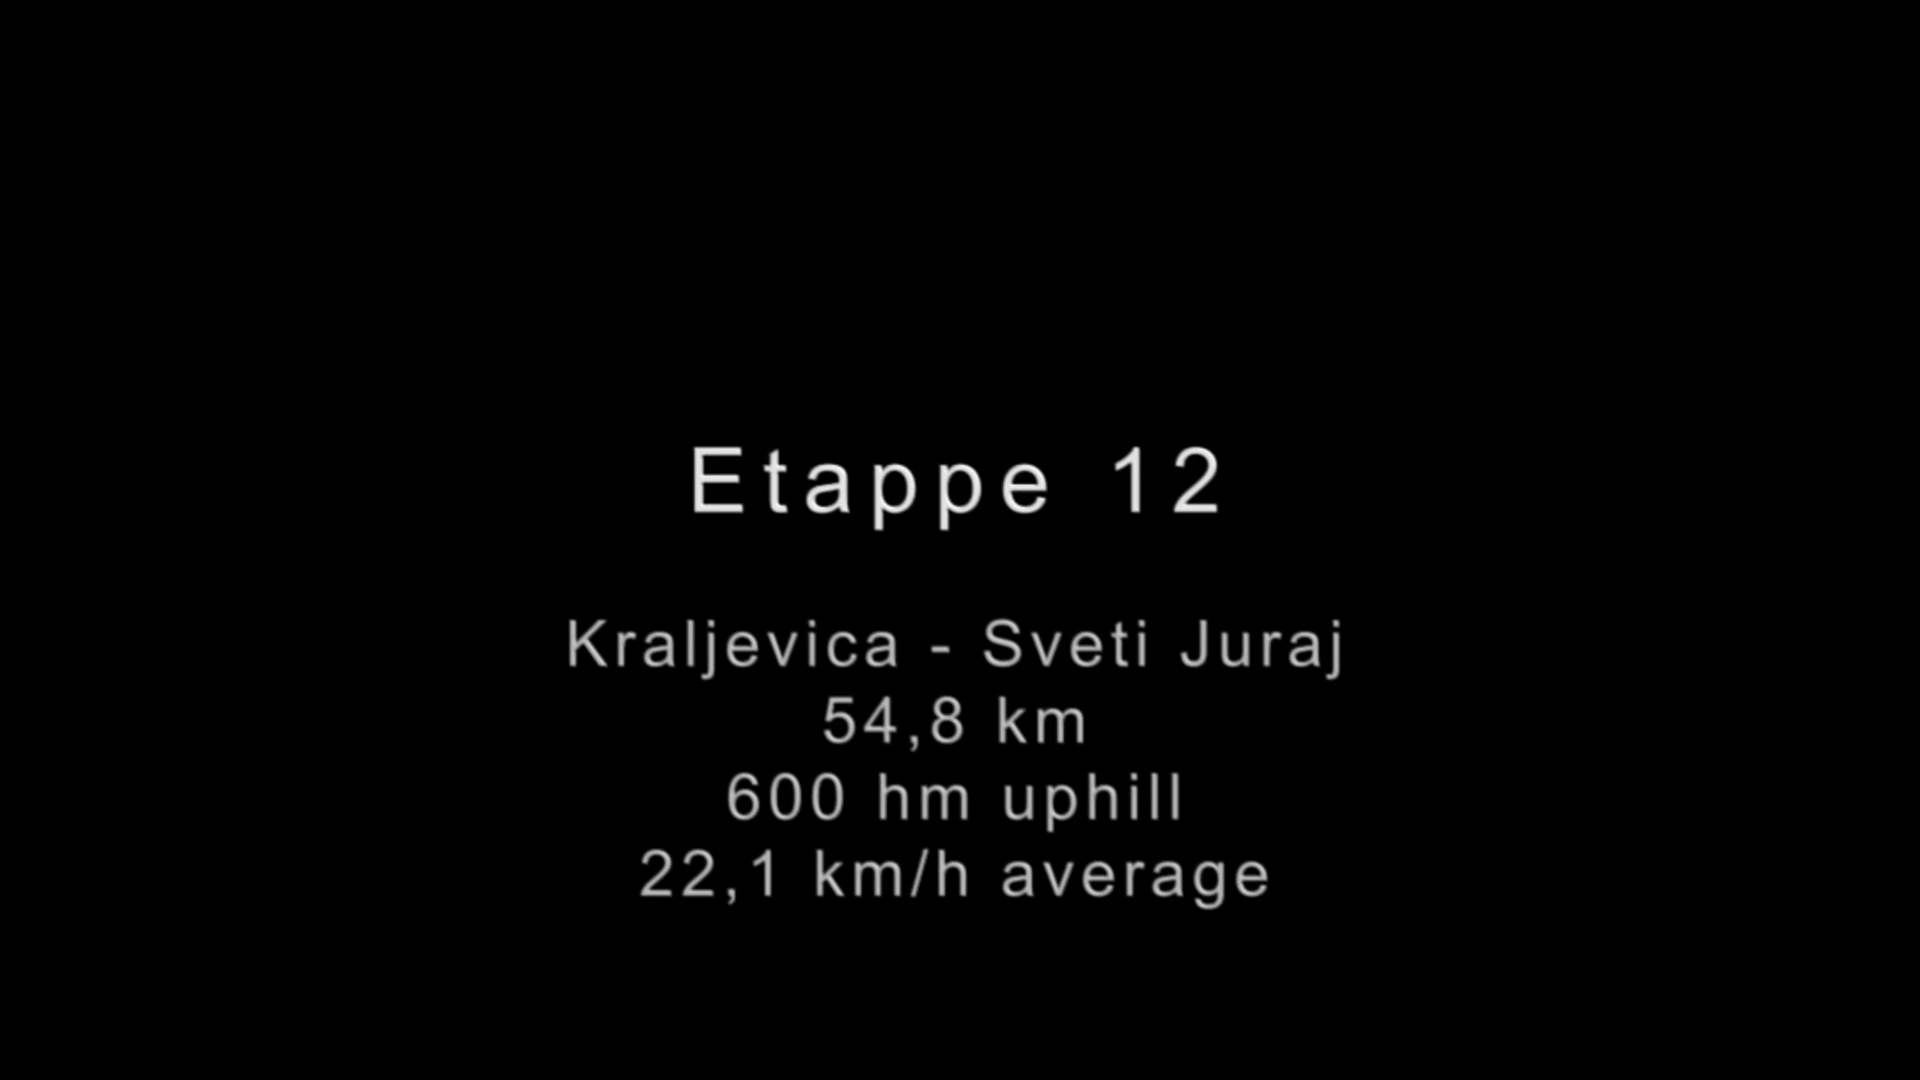 Etappe 12
Kraljevica - Sveti Juraj
54,8 km
600 hm uphill
22,1 km/h average